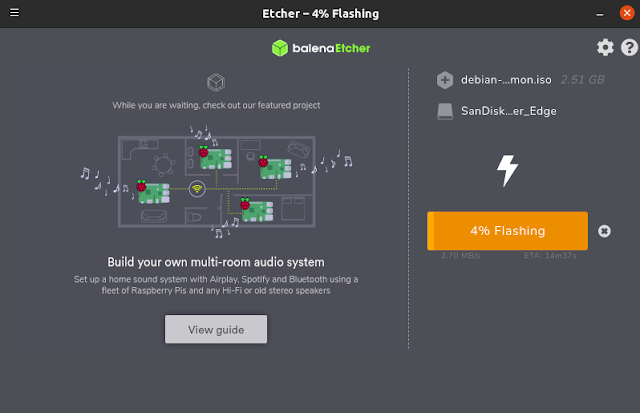 Etcher – 4% Flashing
balenaEtcher
While you are waiting, check out our featured project
Build your own multi-room audio system
Set up a home sound system with Airplay, Spotify and Bluetooth using a
fleet of Raspberry Pis and any Hi-Fi or old stereo speakers
View guide
debian-...mon.iso 2.51 GB
SanDisk...er_Edge
4% Flashing
2.70 MB/s ETA: 14m37s